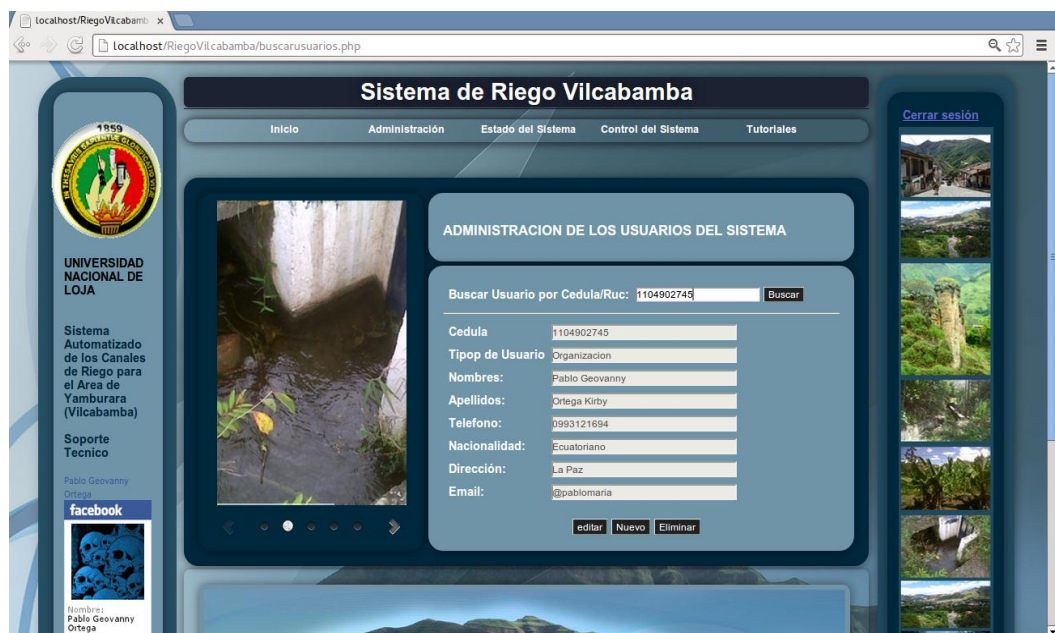 localhost/RiegoVilcabamb
localhost/RiegoVilcabamba/buscarusuarios.php
Sistema de Riego Vilcabamba
Inicio Administración Estado del Sistema Control del Sistema Tutoriales
Cerrar sesión
1859
UNIVERSIDAD
NACIONAL DE
LOJA
Sistema
Automatizado
de los Canales
de Riego para
el Area de
Yamburara
(Vilcabamba)
Soporte
Tecnico
Pablo Geovanny
Ortega
facebook
Nombre:
Pablo Geovanny
Ortega
ADMINISTRACION DE LOS USUARIOS DEL SISTEMA
Buscar Usuario por Cedula/Ruc: 1104902745 Buscar
Cedula 1104902745
Tipop de Usuario Organizacion
Nombres: Pablo Geovanny
Apellidos: Ortega Kirby
Telefono: 0993121694
Nacionalidad: Ecuatoriano
Dirección: La Paz
Email: @pablomaria
editar Nuevo Eliminar